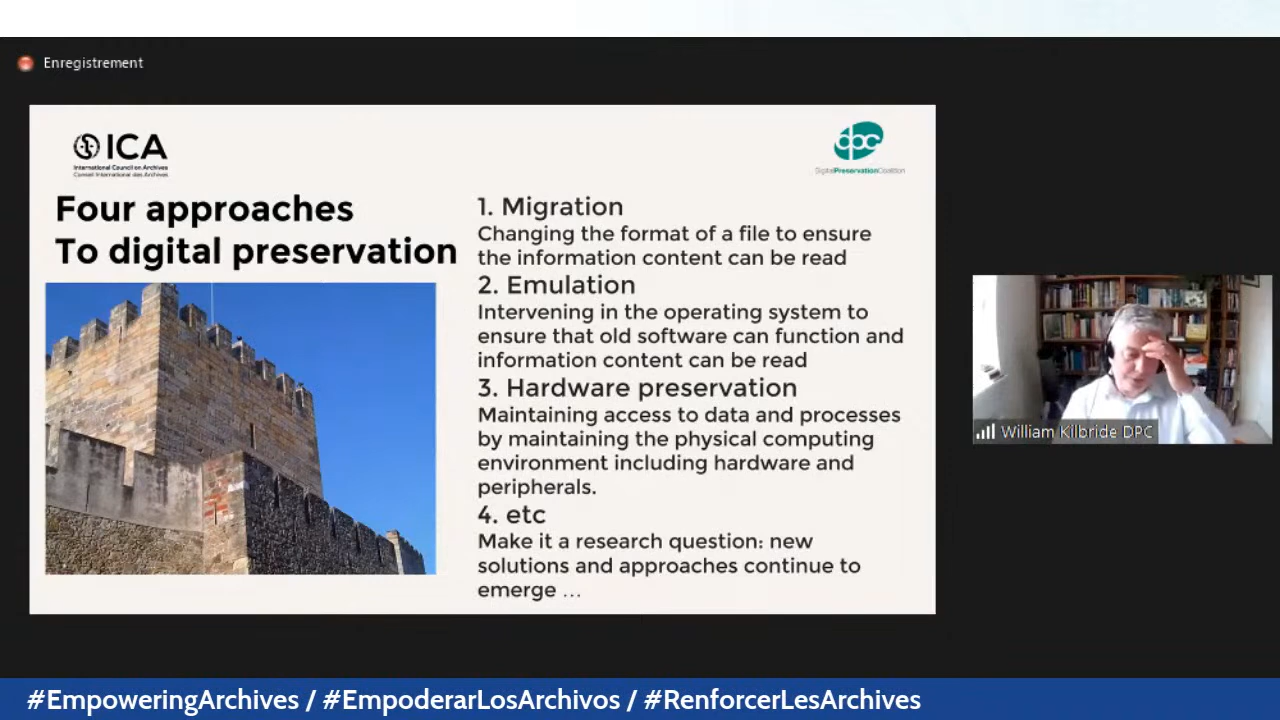 Enregistrement
ICA
International Council on Archives
Conseil International des Archives
dpc
DigitalPreservationCoalition
Four approaches
To digital preservation
1. Migration
Changing the format of a file to ensure
the information content can be read
2. Emulation
Intervening in the operating system to
ensure that old software can function and
information content can be read
3. Hardware preservation
Maintaining access to data and processes
by maintaining the physical computing
environment including hardware and
peripherals.
4. etc
Make it a research question: new
solutions and approaches continue to
emerge …
William Kilbride DPC
#EmpoweringArchives / #EmpoderarLosArchivos / #RenforcerLesArchives